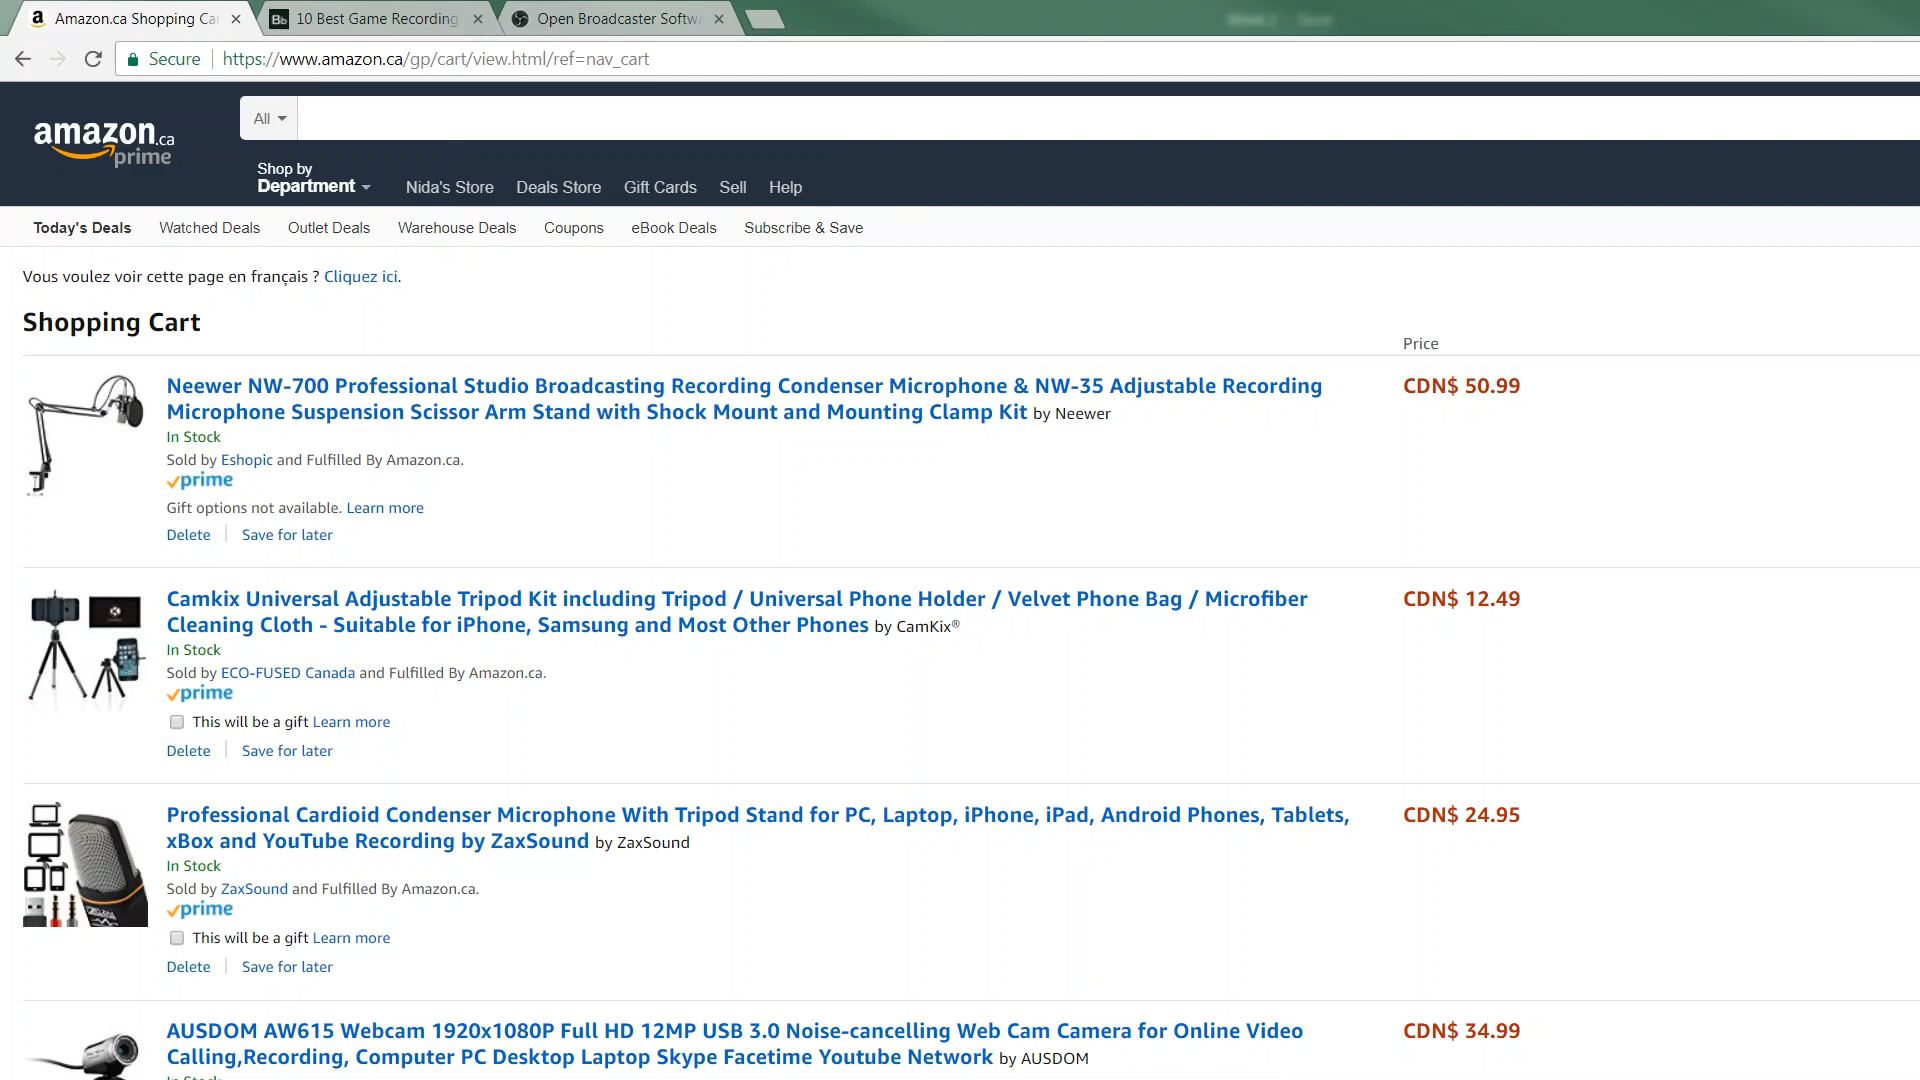 Amazon.ca Shopping Ca
10 Best Game Recording
Open Broadcaster Softw
Secure
https://www.amazon.ca/gp/cart/view.html/ref=nav_cart
amazon.ca
prime
All
Shop by
Department
Nida's Store Deals Store Gift Cards Sell Help
Today's Deals Watched Deals Outlet Deals Warehouse Deals Coupons eBook Deals Subscribe & Save
Vous voulez voir cette page en français ? Cliquez ici.
Shopping Cart
Price
Neewer NW-700 Professional Studio Broadcasting Recording Condenser Microphone & NW-35 Adjustable Recording CDN$ 50.99
Microphone Suspension Scissor Arm Stand with Shock Mount and Mounting Clamp Kit by Neewer
In Stock
Sold by Eshopic and Fulfilled By Amazon.ca.
prime
Gift options not available. Learn more
Delete Save for later
Camkix Universal Adjustable Tripod Kit including Tripod / Universal Phone Holder / Velvet Phone Bag / Microfiber CDN$ 12.49
Cleaning Cloth - Suitable for iPhone, Samsung and Most Other Phones by CamKix®
In Stock
Sold by ECO-FUSED Canada and Fulfilled By Amazon.ca.
prime
This will be a gift Learn more
Delete Save for later
Professional Cardioid Condenser Microphone With Tripod Stand for PC, Laptop, iPhone, iPad, Android Phones, Tablets, CDN$ 24.95
xBox and YouTube Recording by ZaxSound by ZaxSound
In Stock
Sold by ZaxSound and Fulfilled By Amazon.ca.
prime
This will be a gift Learn more
Delete Save for later
AUSDOM AW615 Webcam 1920x1080P Full HD 12MP USB 3.0 Noise-cancelling Web Cam Camera for Online Video CDN$ 34.99
Calling,Recording, Computer PC Desktop Laptop Skype Facetime Youtube Network by AUSDOM